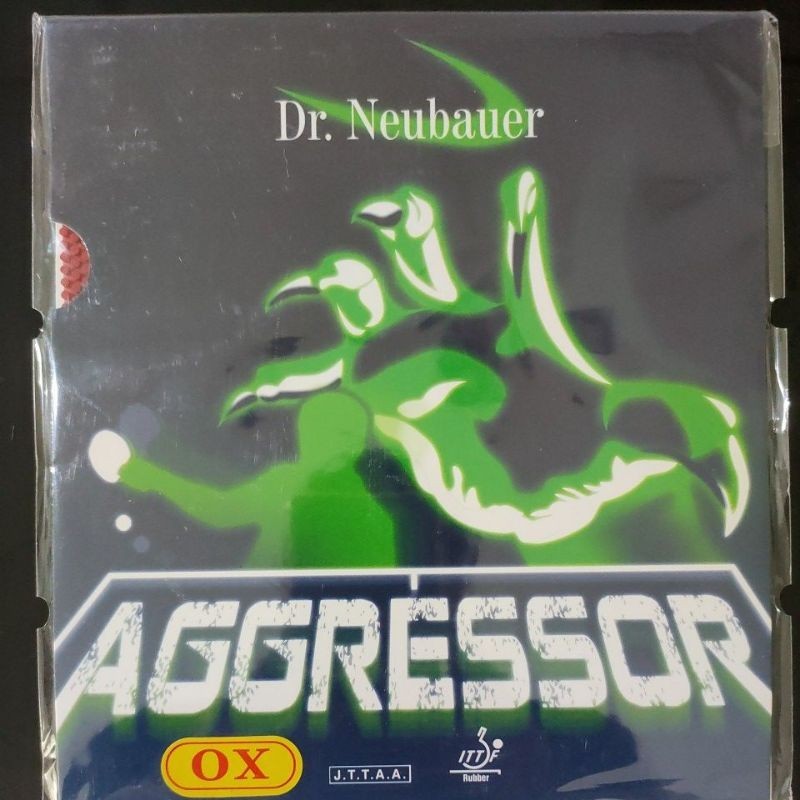 Dr. Neubauer
AGGRESSOR
OX
J.T.T.A.A.
ITTF
Rubber